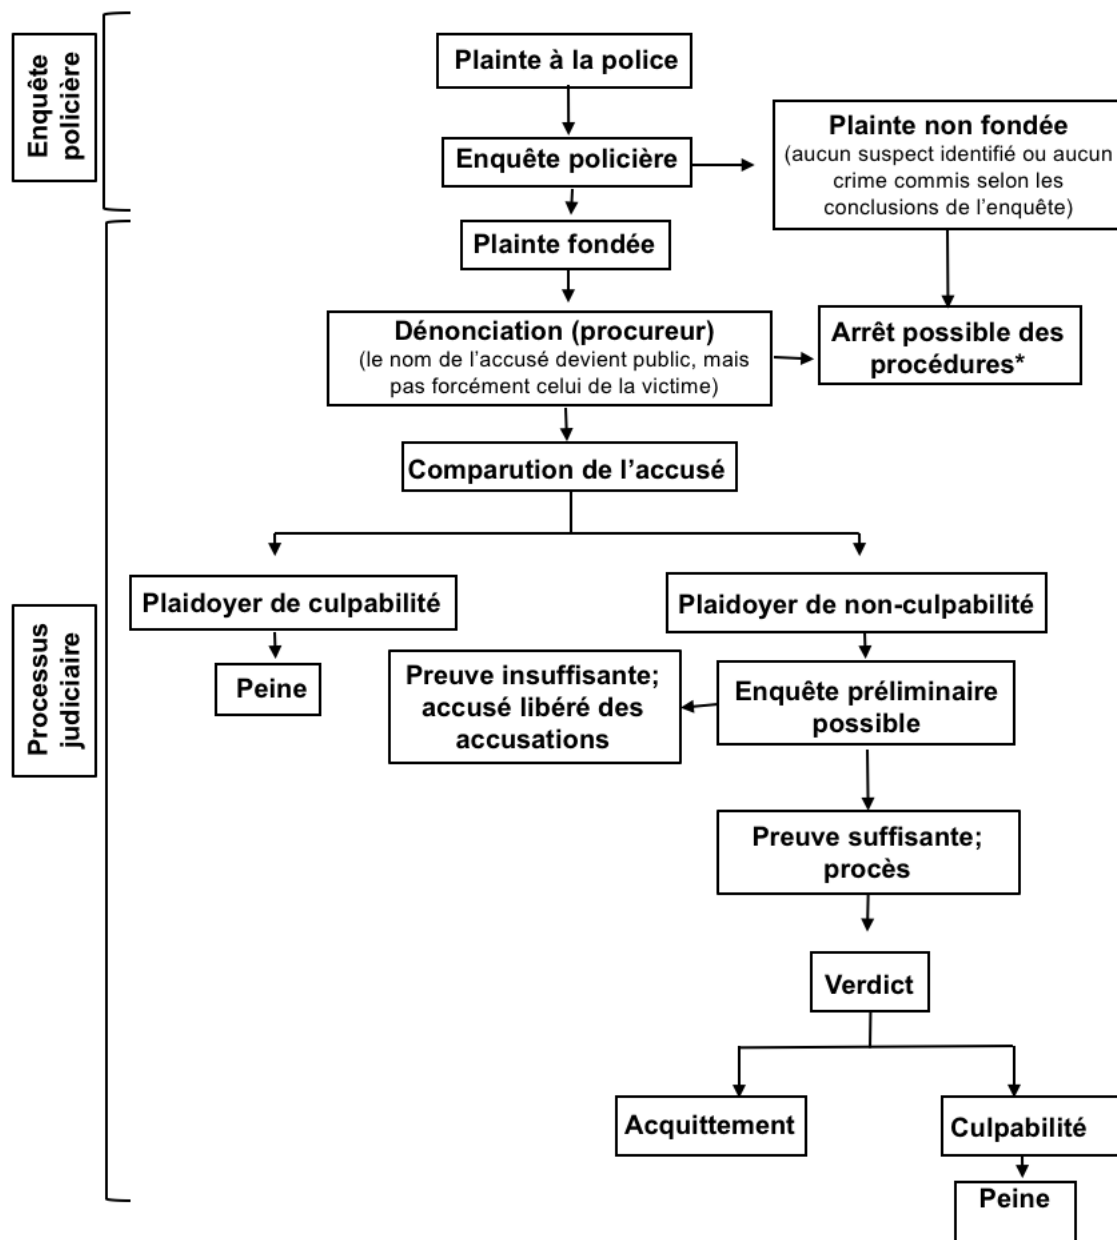 Enquête
policière
Plainte à la police
Enquête policière
Plainte non fondée
(aucun suspect identifié ou aucun
crime commis selon les
conclusions de l'enquête)
Plainte fondée
Dénonciation (procureur)
(le nom de l'accusé devient public, mais
pas forcément celui de la victime)
Arrêt possible des
procédures*
Comparution de l'accusé
Processus
judiciaire
Plaidoyer de culpabilité
Plaidoyer de non-culpabilité
Peine
Preuve insuffisante;
accusé libéré des
accusations
Enquête préliminaire
possible
Preuve suffisante;
procès
Verdict
Acquittement
Culpabilité
Peine